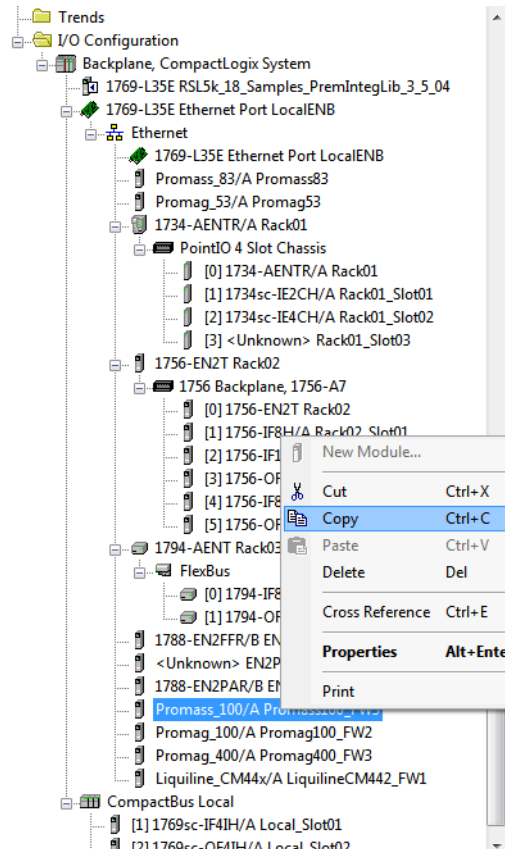 Trends
I/O Configuration
Backplane, CompactLogix System
1769-L35E RSL5k_18_Samples_PremIntegLib_3_5_04
1769-L35E Ethernet Port LocalENB
Ethernet
1769-L35E Ethernet Port LocalENB
Promass_83/A Promass83
Promag_53/A Promag53
1734-AENTR/A Rack01
PointIO 4 Slot Chassis
[0] 1734-AENTR/A Rack01
[1] 1734sc-IE2CH/A Rack01_Slot01
[2] 1734sc-IE4CH/A Rack01_Slot02
[3] <Unknown> Rack01_Slot03
1756-EN2T Rack02
1756 Backplane, 1756-A7
[0] 1756-EN2T Rack02
[1] 1756-IF8H/A Rack02_Slot01
[2] 1756-IF1
[3] 1756-OF
[4] 1756-IF8
[5] 1756-OF
1794-AENT Rack03
FlexBus
[0] 1794-IF8
[1] 1794-OF
1788-EN2FFR/B EN
<Unknown> EN2P
1788-EN2PAR/B EN
Promass_100/A Promass100_FW3
Promag_100/A Promag100_FW2
Promag_400/A Promag400_FW3
Liquiline_CM44x/A LiquilineCM442_FW1
CompactBus Local
[1] 1769sc-IF4IH/A Local_Slot01
[2] 1769sc-OF4IH/A Local_Slot02
New Module...
Cut Ctrl+X
Copy Ctrl+C
Paste Ctrl+V
Delete Del
Cross Reference Ctrl+E
Properties Alt+Ente
Print